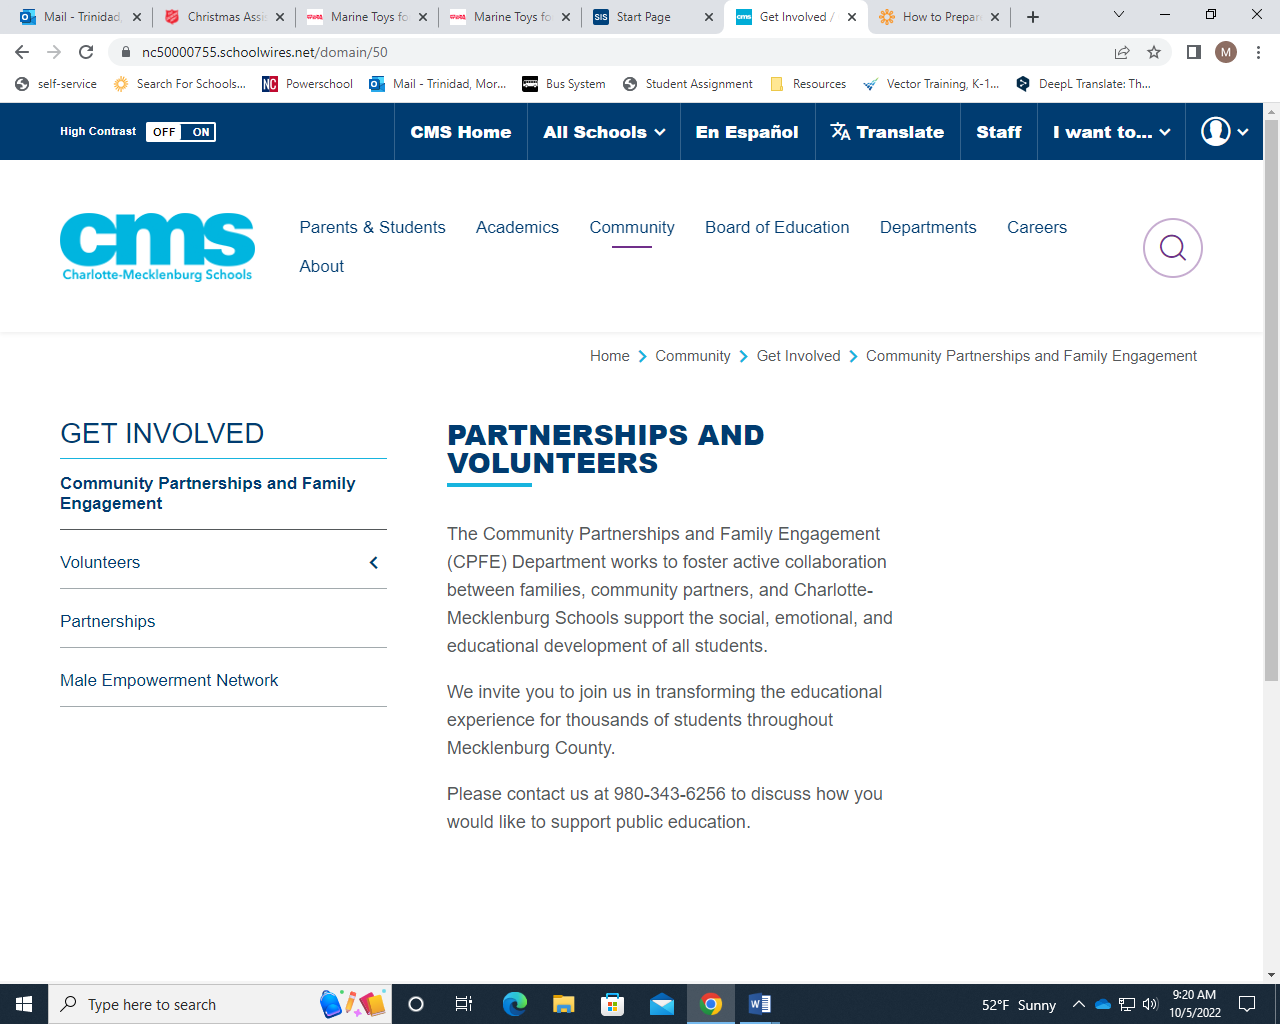 Mail - Trinidad,
Christmas Assi
Marine Toys fo
Marine Toys fo
SIS
Start Page
cms
Get Involved /
How to Prepar
nc50000755.schoolwires.net/domain/50
M
self-service
Search For Schools...
NC
Powerschool
Mail - Trinidad, Mor...
Bus System
Student Assignment
Resources
Vector Training, K-1...
DeepL Translate: Th...
High Contrast
OFF ON
CMS Home
All Schools
En Español
Translate
Staff
I want to...
cms
Charlotte-Mecklenburg Schools
Parents & Students
Academics
Community
Board of Education
Departments
Careers
About
Home
Community
Get Involved
Community Partnerships and Family Engagement
GET INVOLVED
Community Partnerships and Family
Engagement
Volunteers
Partnerships
Male Empowerment Network
PARTNERSHIPS AND
VOLUNTEERS
The Community Partnerships and Family Engagement
(CPFE) Department works to foster active collaboration
between families, community partners, and Charlotte-
Mecklenburg Schools support the social, emotional, and
educational development of all students.
We invite you to join us in transforming the educational
experience for thousands of students throughout
Mecklenburg County.
Please contact us at 980-343-6256 to discuss how you
would like to support public education.
Type here to search
52°F Sunny
9:20 AM
10/5/2022